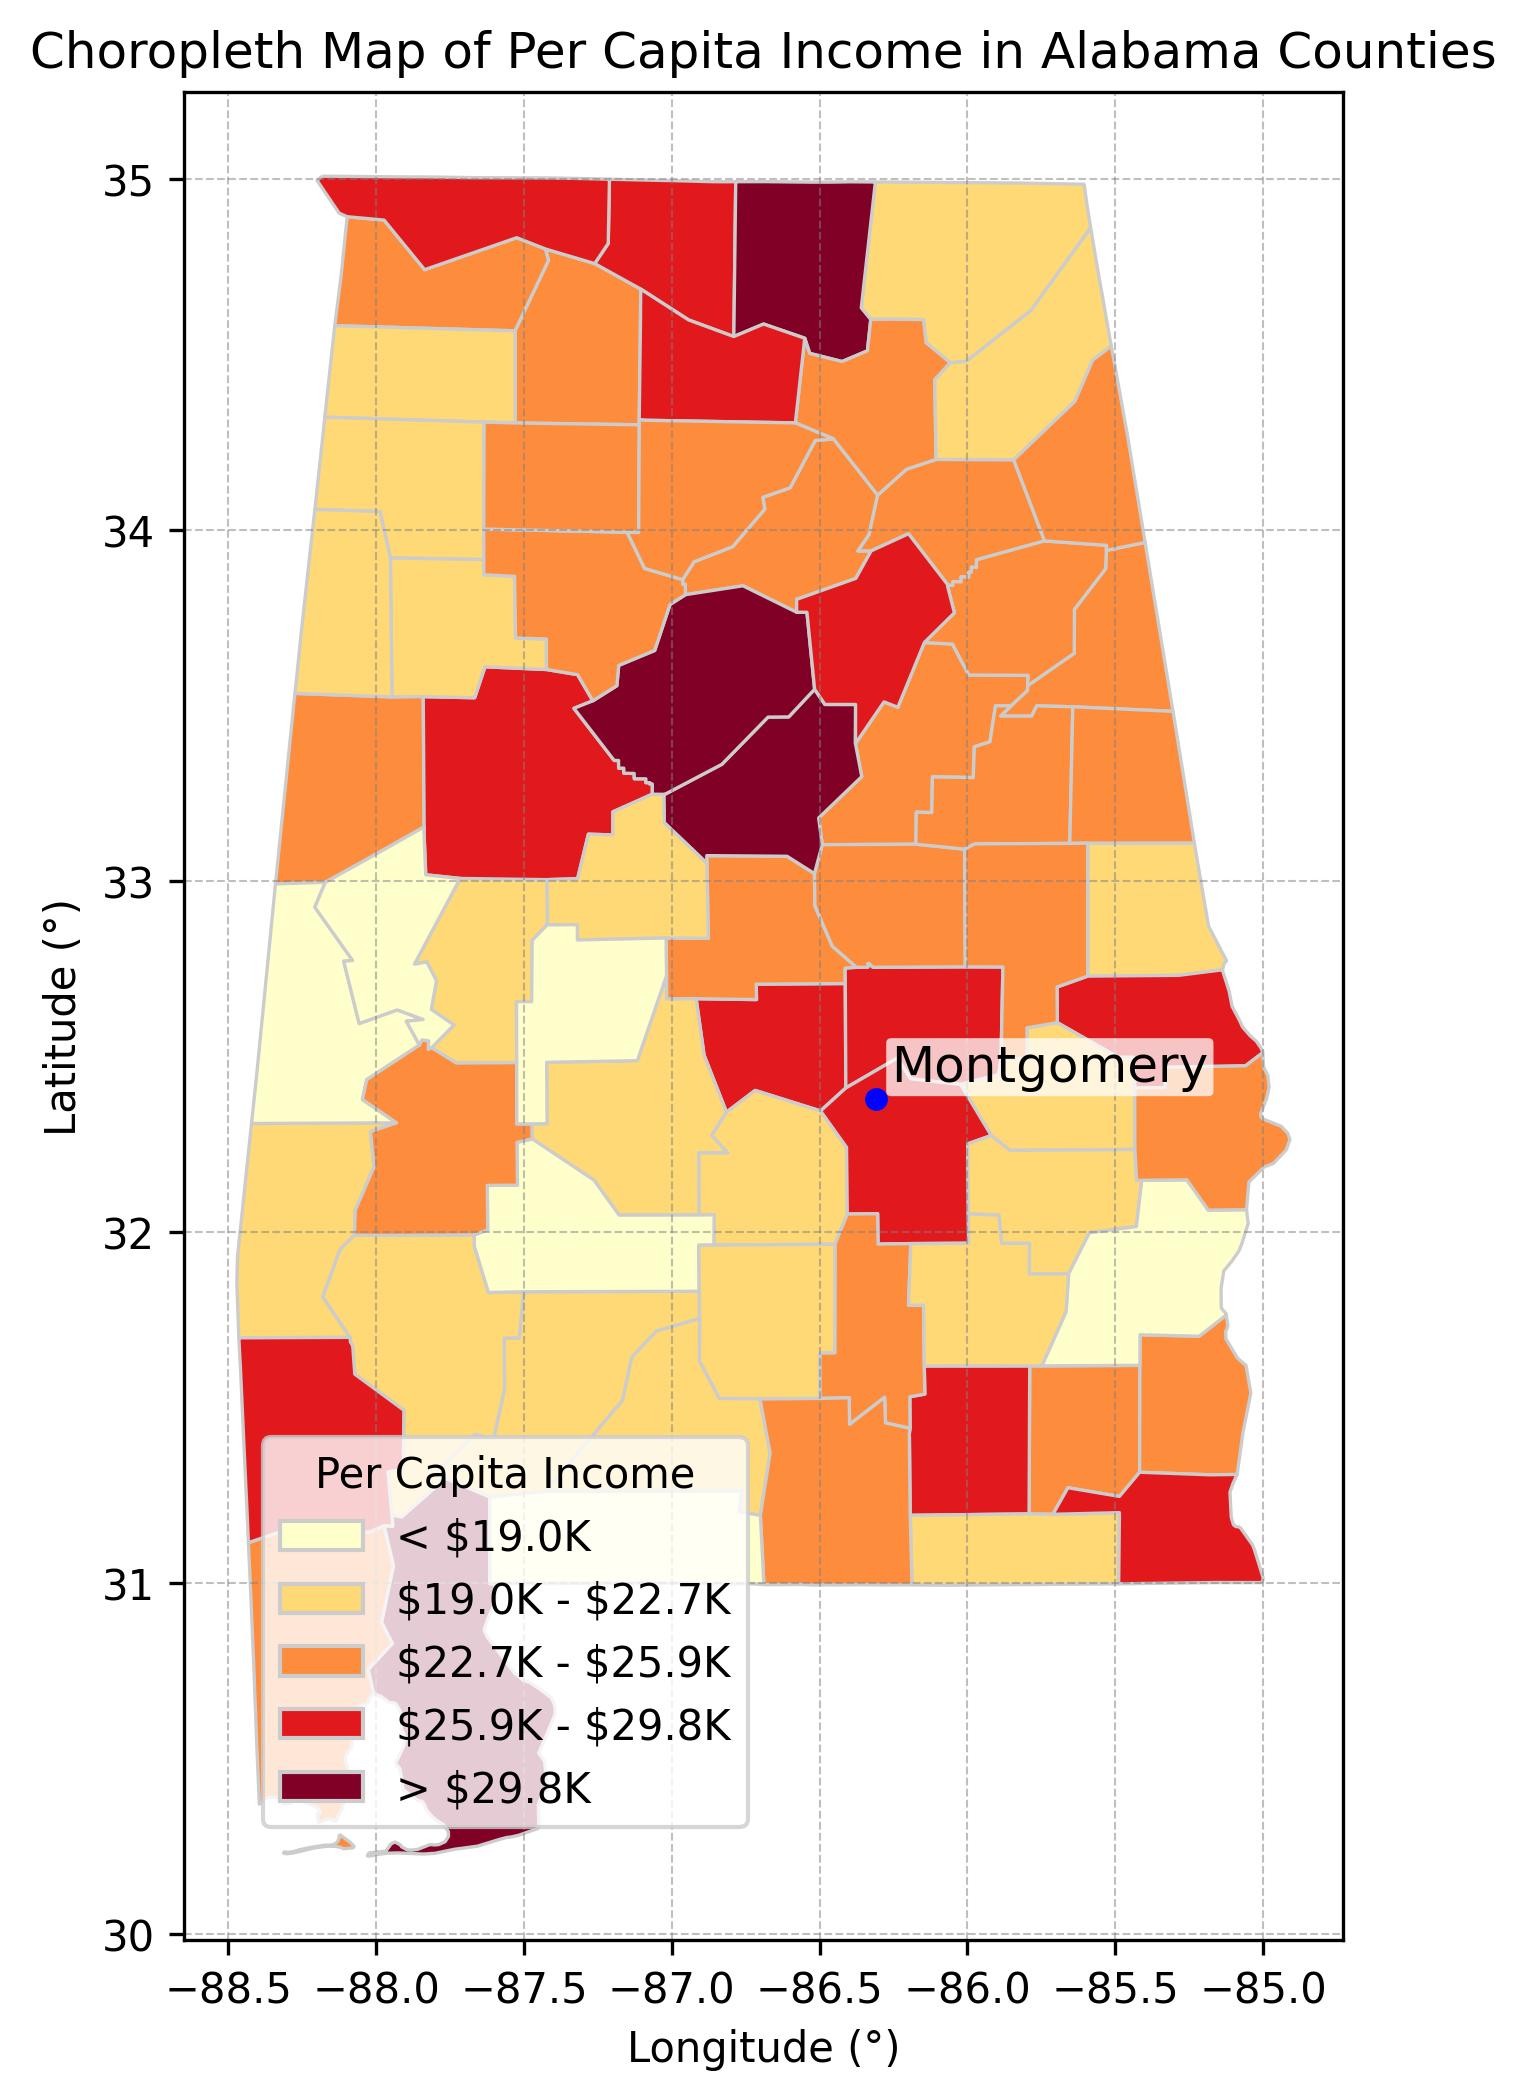 Choropleth Map of Per Capita Income in Alabama Counties
35
34
33
32
31
30
Latitude (°)
Montgomery
Per Capita Income
< $19.0K
$19.0K - $22.7K
$22.7K - $25.9K
$25.9K - $29.8K
> $29.8K
−88.5 −88.0 −87.5 −87.0 −86.5 −86.0 −85.5 −85.0
Longitude (°)